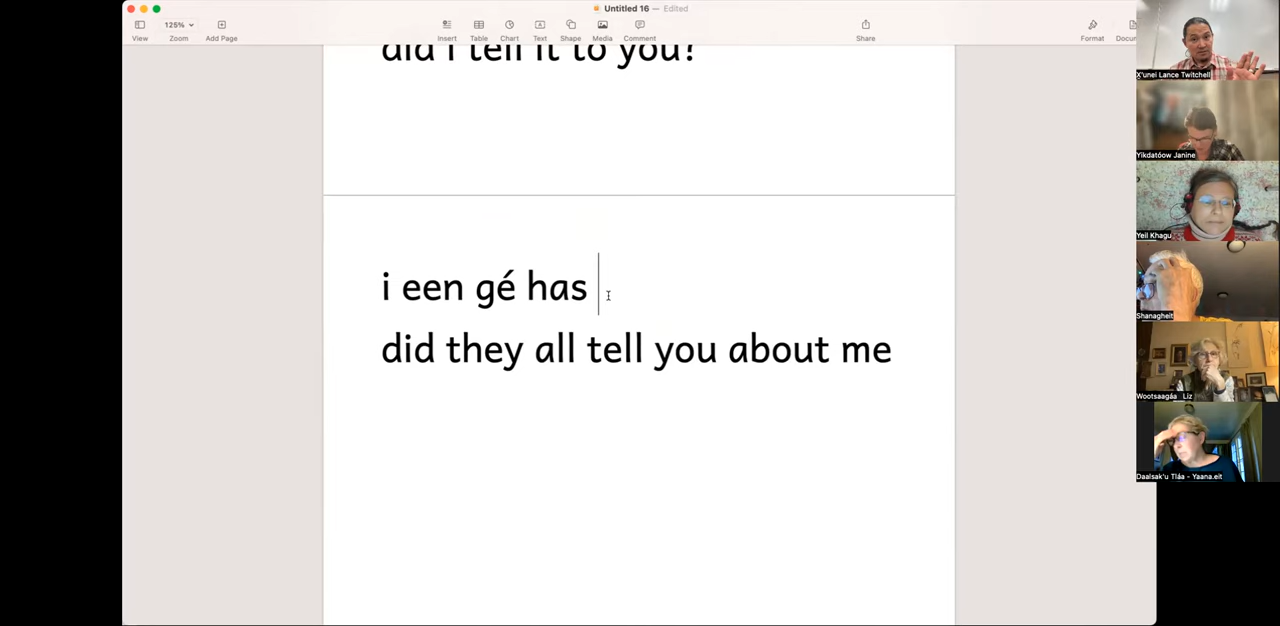 Untitled 16 — Edited
125%
View
Zoom
Add Page
Insert
Table
Chart
Text
Shape
Media
Comment
Share
Format
did i tell it to you?
i een gé has
did they all tell you about me
X'unei Lance Twitchell
Yikdatóow Janine
Yeil Khagu
Shanagheit
Wootsaagáa Liz
Daalsak'u Tláa - Yaana.eit